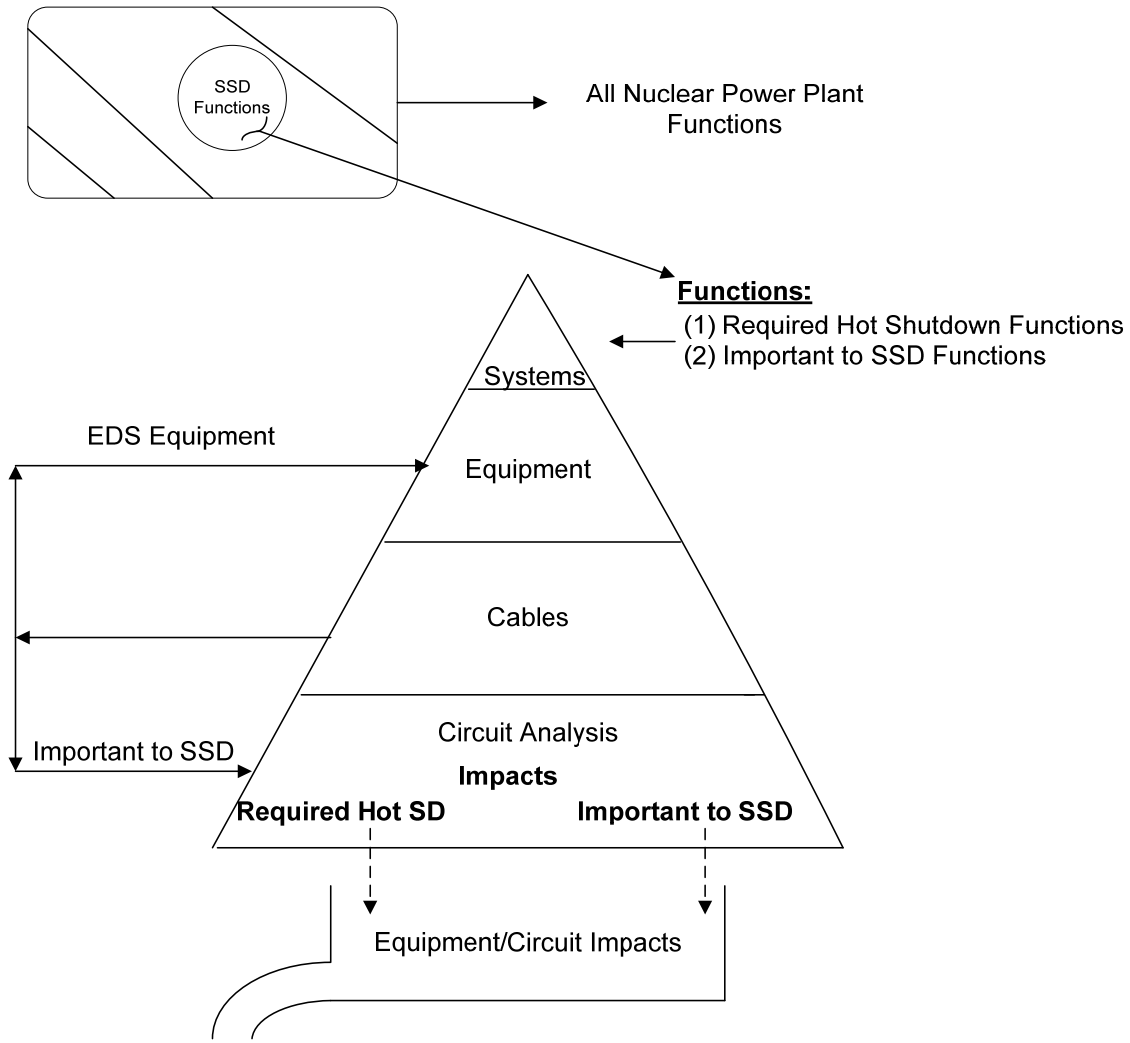 SSD
Functions
All Nuclear Power Plant
Functions
Functions:
(1) Required Hot Shutdown Functions
(2) Important to SSD Functions
Systems
EDS Equipment
Equipment
Cables
Circuit Analysis
Important to SSD
Impacts
Required Hot SD
Important to SSD
Equipment/Circuit Impacts